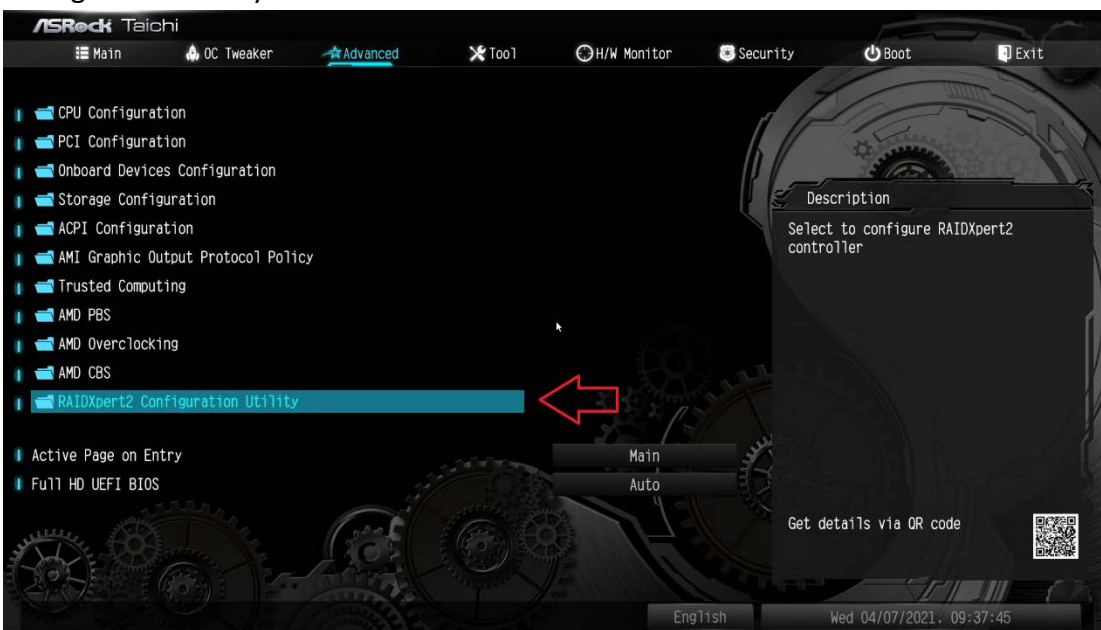 ASRock Taichi
Main OC Tweaker Advanced Tool H/W Monitor Security Boot Exit
CPU Configuration
PCI Configuration
Onboard Devices Configuration
Storage Configuration
ACPI Configuration
AMI Graphic Output Protocol Policy
Trusted Computing
AMD PBS
AMD Overclocking
AMD CBS
RAIDXpert2 Configuration Utility
Active Page on Entry Main
Full HD UEFI BIOS Auto
Description
Select to configure RAIDXpert2
controller
Get details via QR code
English Wed 04/07/2021. 09:37:45